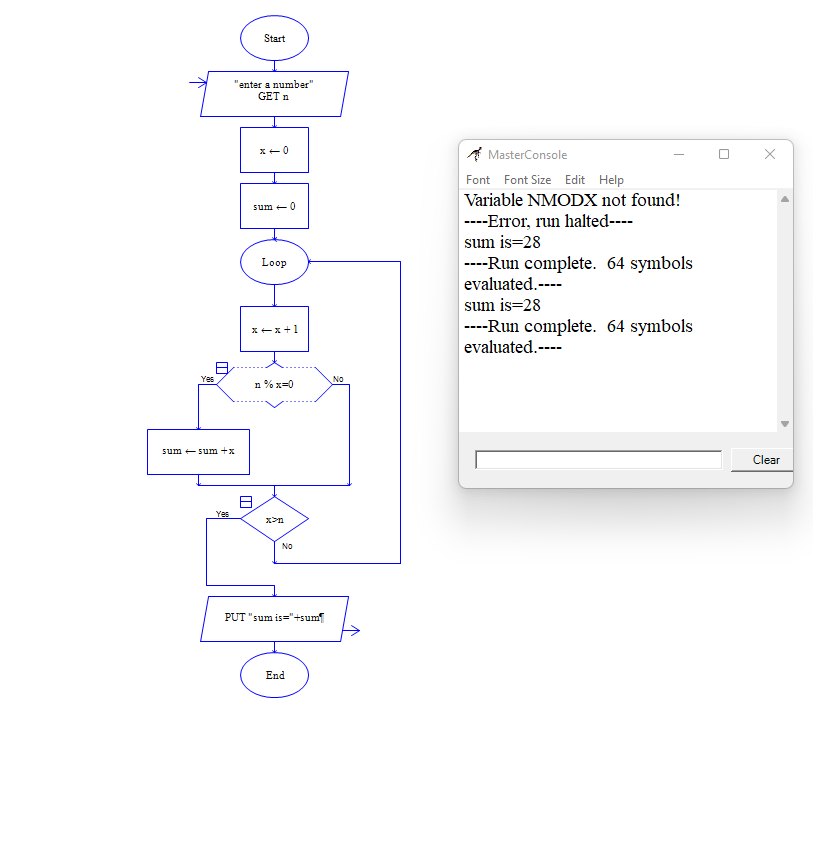 Start
"enter a number"
GET n
x ← 0
sum ← 0
Loop
x ← x + 1
Yes
n % x=0
No
sum ← sum +x
Yes
x>n
No
PUT "sum is="+sum¶
End
MasterConsole
Font Font Size Edit Help
Variable NMODX not found!
----Error, run halted----
sum is=28
----Run complete.  64 symbols
evaluated.----
sum is=28
----Run complete.  64 symbols
evaluated.----
Clear